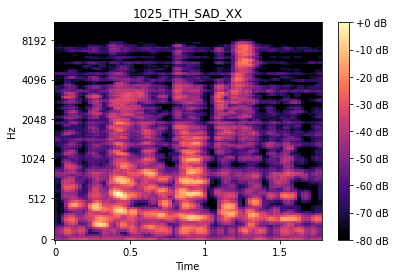 1025_ITH_SAD_XX
Hz
8192
4096
2048
1024
512
0
0
0.5
1
1.5
Time
+0 dB
-10 dB
-20 dB
-30 dB
-40 dB
-50 dB
-60 dB
-70 dB
-80 dB